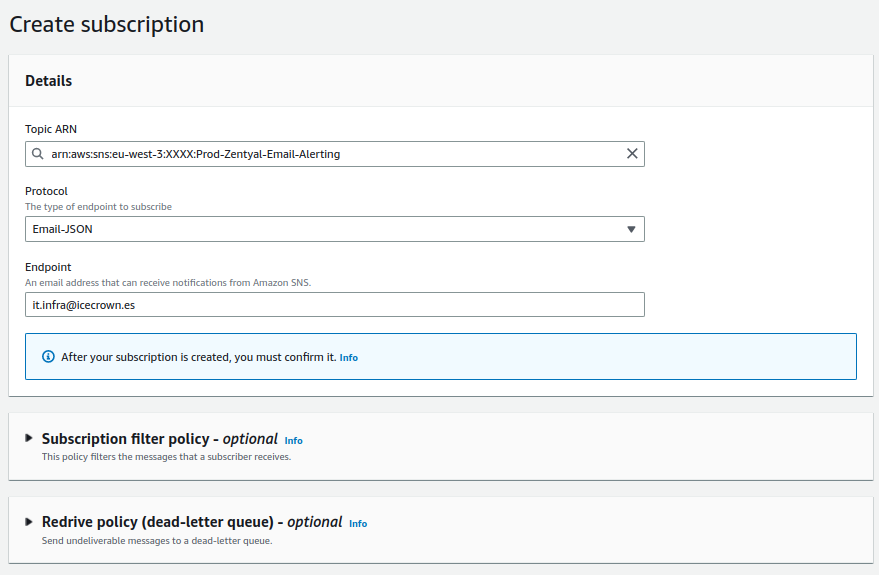 Create subscription
Details
Topic ARN
arn:aws:sns:eu-west-3:XXXX:Prod-Zentyal-Email-Alerting
Protocol
The type of endpoint to subscribe
Email-JSON
Endpoint
An email address that can receive notifications from Amazon SNS.
it.infra@icecrown.es
After your subscription is created, you must confirm it. Info
Subscription filter policy - optional Info
This policy filters the messages that a subscriber receives.
Redrive policy (dead-letter queue) - optional Info
Send undeliverable messages to a dead-letter queue.